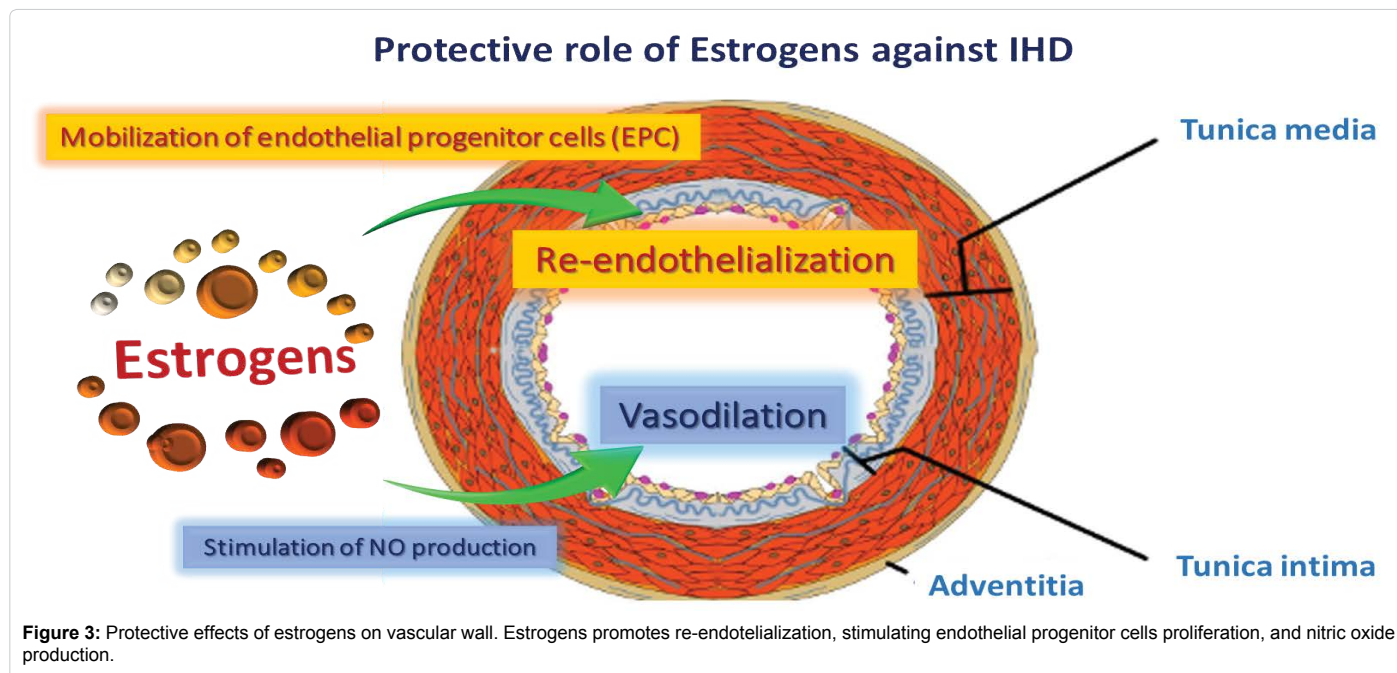 Protective role of Estrogens against IHD
Mobilization of endothelial progenitor cells (EPC)
Tunica media
Re-endothelialization
Estrogens
Vasodilation
Stimulation of NO production
Tunica intima
Adventitia
Figure 3: Protective effects of estrogens on vascular wall. Estrogens promotes re-endotelialization, stimulating endothelial progenitor cells proliferation, and nitric oxide
production.